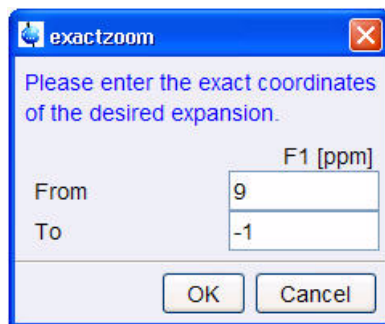 exactzoom
Please enter the exact coordinates
of the desired expansion.
F1 [ppm]
From 9
To -1
OK Cancel